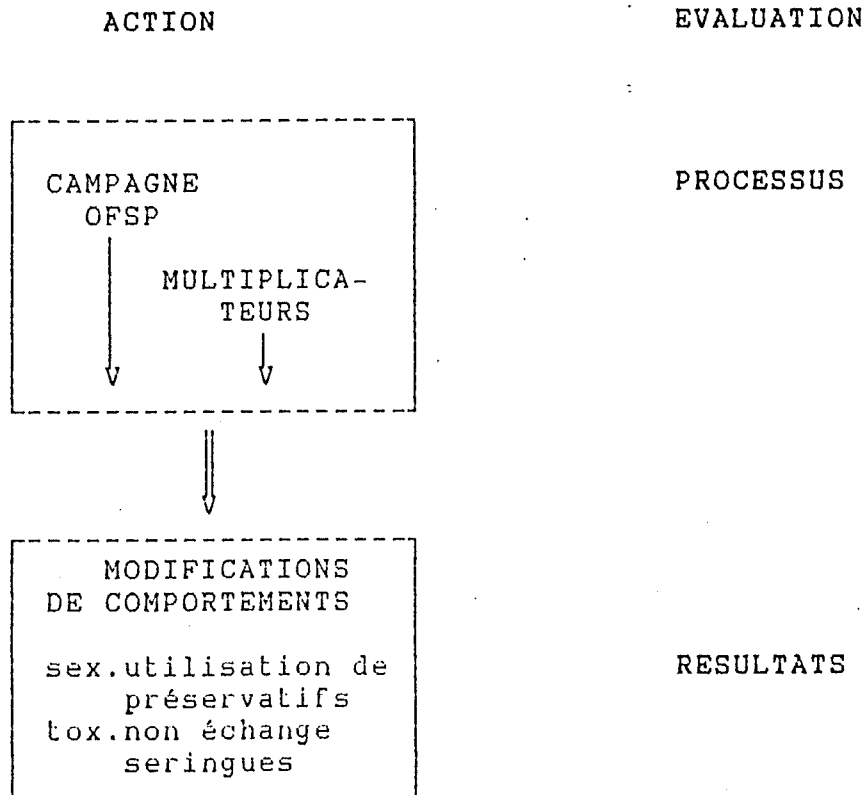 ACTION EVALUATION
CAMPAGNE PROCESSUS
OFSP
MULTIPLICA-
TEURS
MODIFICATIONS
DE COMPORTEMENTS
sex.utilisation de RESULTATS
préservatifs
tox.non échange
seringues